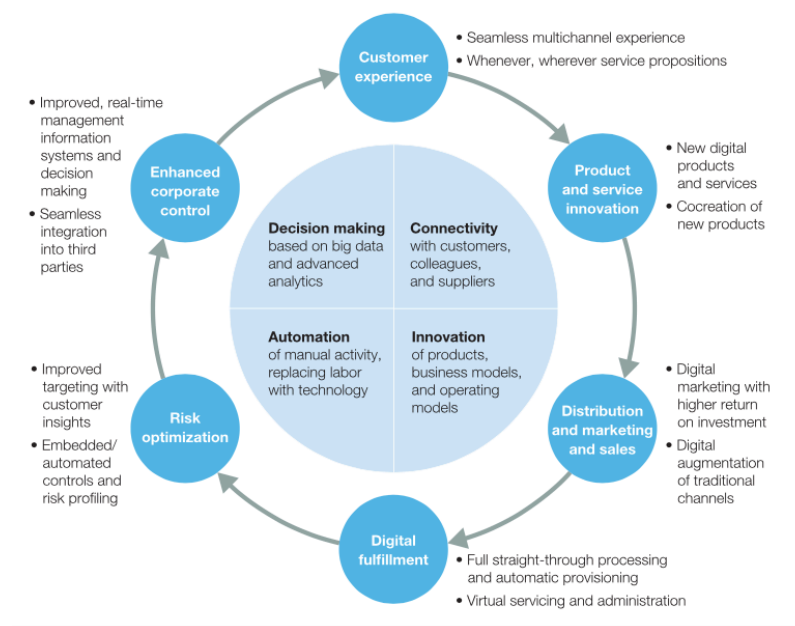 Customer
experience
• Seamless multichannel experience
• Whenever, wherever service propositions
Product
and service
innovation
• New digital
products
and services
• Cocreation of
new products
Distribution
and marketing
and sales
• Digital
marketing with
higher return
on investment
• Digital
augmentation
of traditional
channels
Digital
fulfillment
• Full straight-through processing
and automatic provisioning
• Virtual servicing and administration
Risk
optimization
• Improved
targeting with
customer
insights
• Embedded/
automated
controls and
risk profiling
Enhanced
corporate
control
• Improved, real-time
management
information
systems and
decision
making
• Seamless
integration
into third
parties
Decision making
based on big data
and advanced
analytics
Connectivity
with customers,
colleagues,
and suppliers
Automation
of manual activity,
replacing labor
with technology
Innovation
of products,
business models,
and operating
models